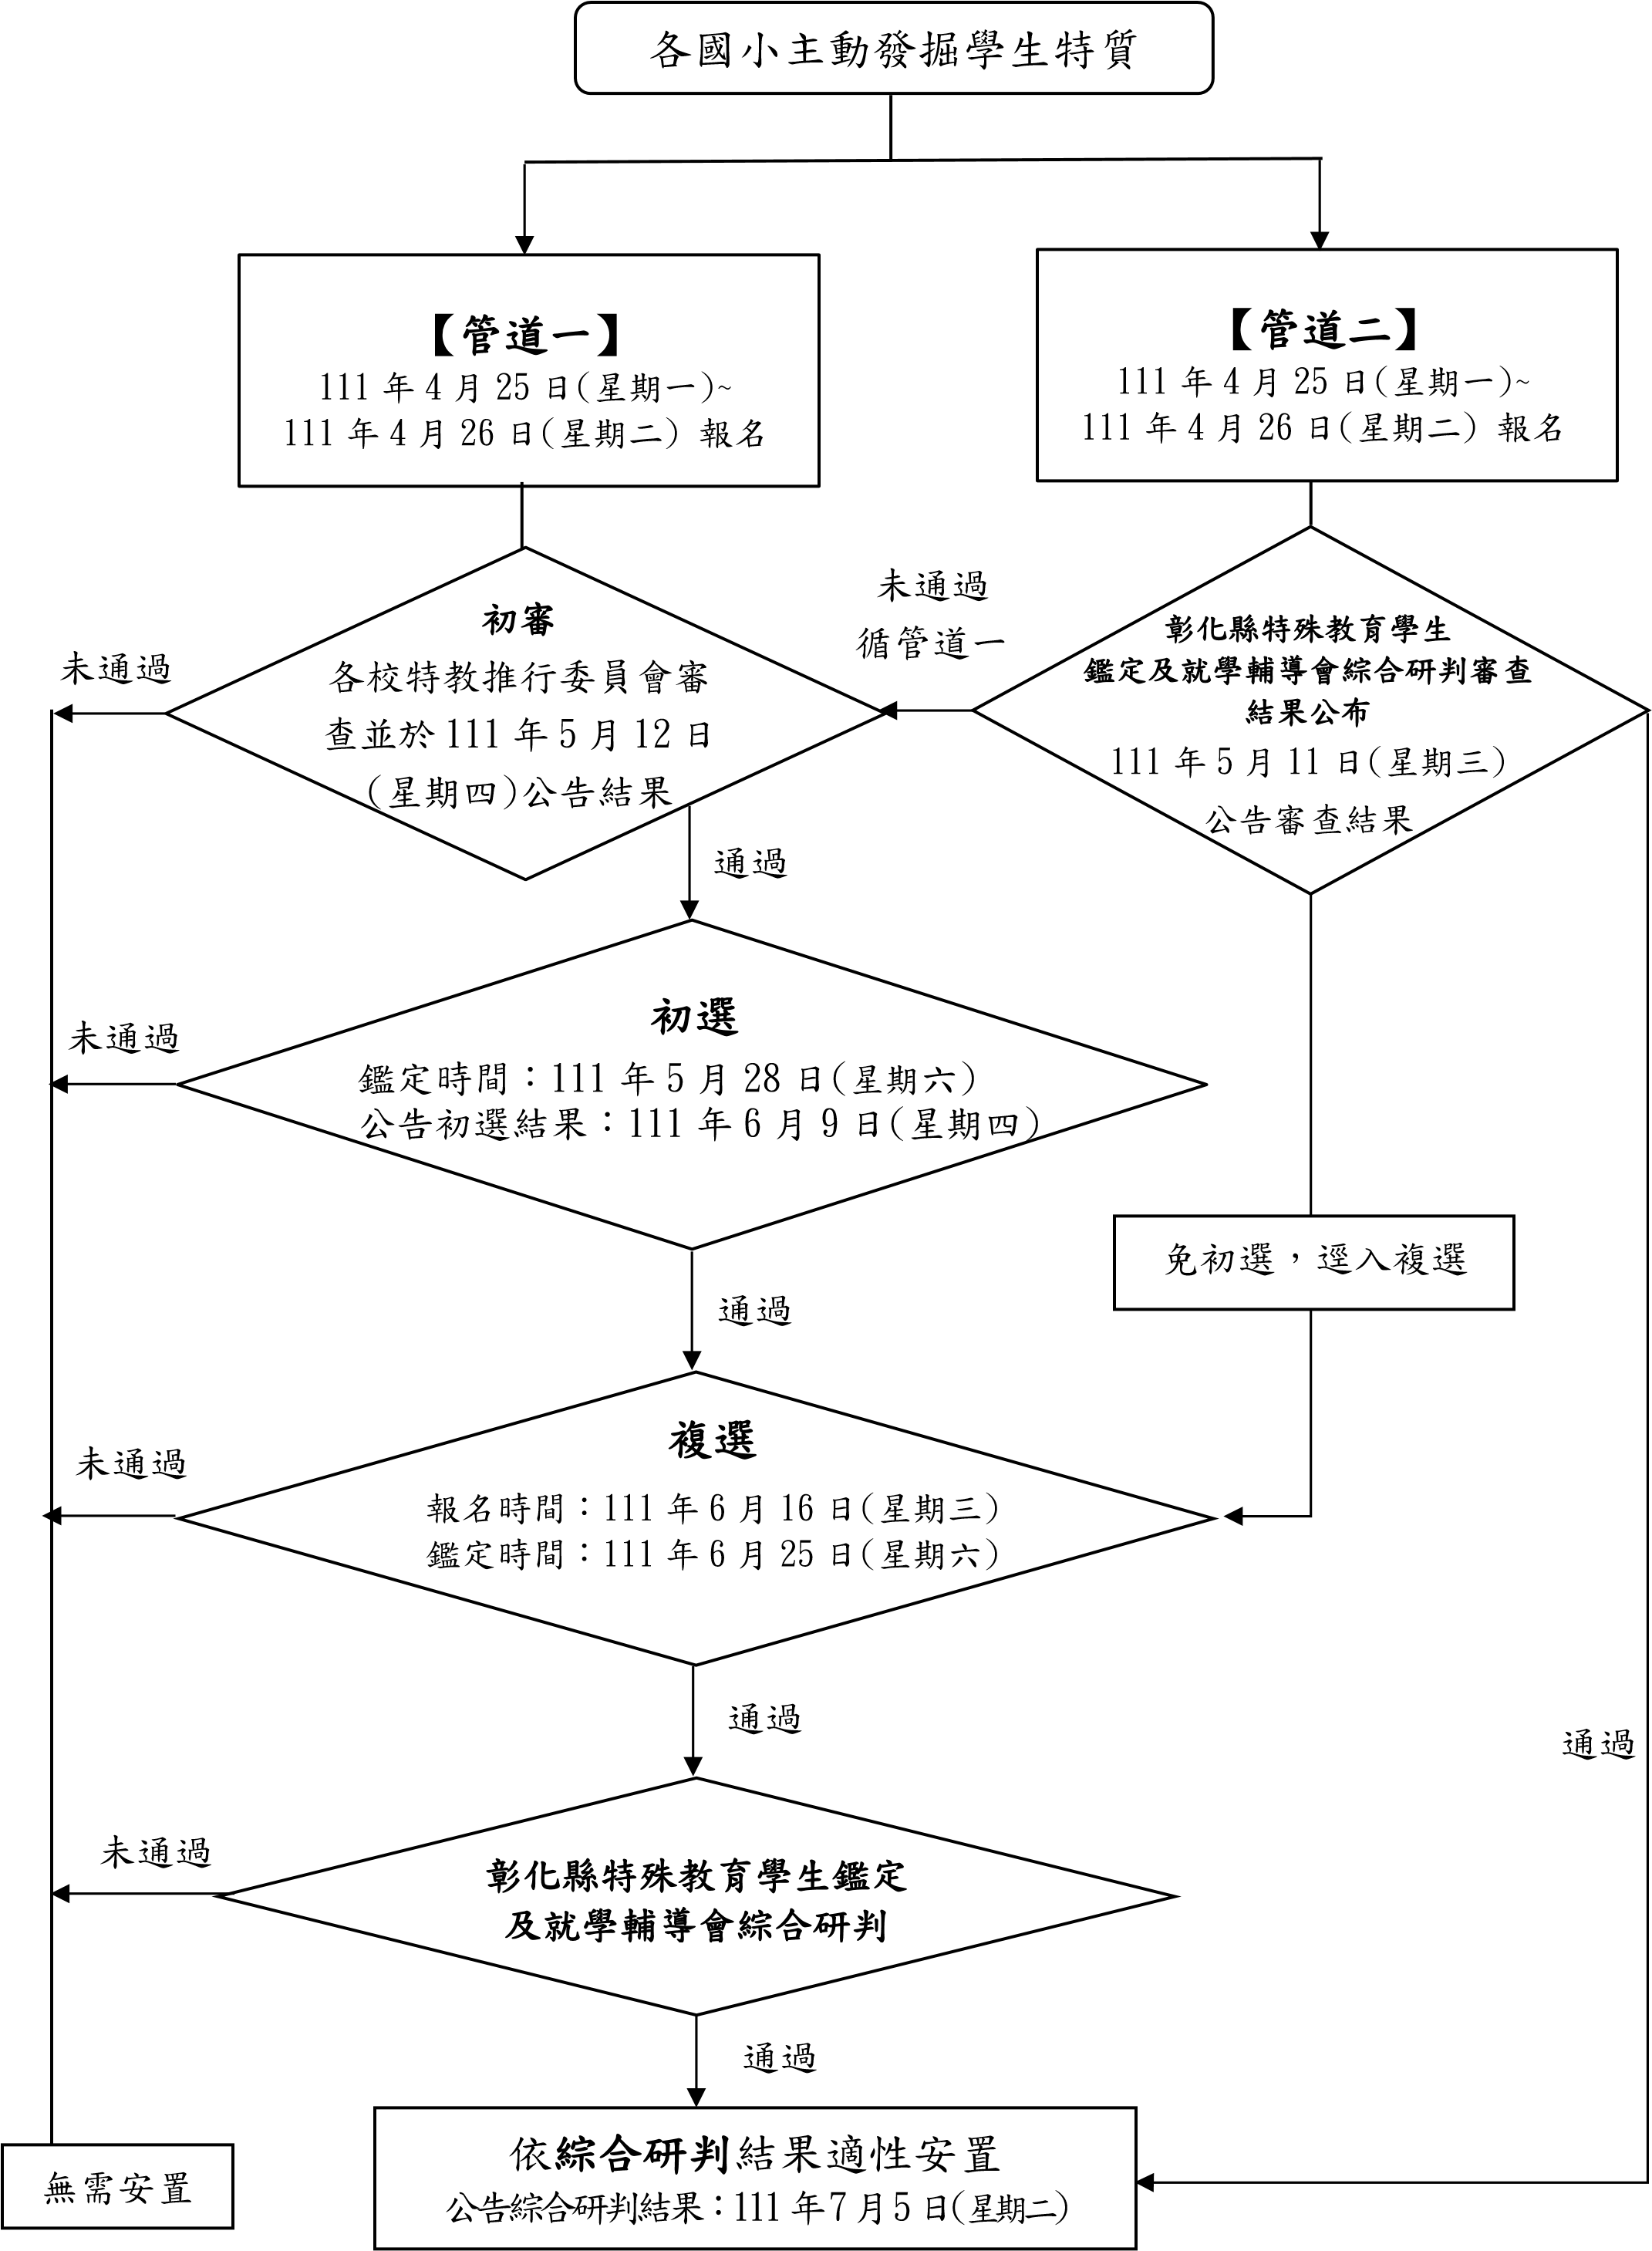 各國小主動發掘學生特質
【管道一】
111 年 4 月 25 日(星期一)~
111 年 4 月 26 日(星期二) 報名
【管道二】
111 年 4 月 25 日(星期一)~
111 年 4 月 26 日(星期二) 報名
初審
各校特教推行委員會審
查並於 111 年 5 月 12 日
(星期四)公告結果
未通過
未通過
循管道一
彰化縣特殊教育學生
鑑定及就學輔導會綜合研判審查
結果公布
111 年 5 月 11 日(星期三)
公告審查結果
通過
初選
鑑定時間：111 年 5 月 28 日(星期六)
公告初選結果：111 年 6 月 9 日(星期四)
未通過
免初選，逕入複選
通過
複選
報名時間：111 年 6 月 16 日(星期三)
鑑定時間：111 年 6 月 25 日(星期六)
未通過
通過
通過
彰化縣特殊教育學生鑑定
及就學輔導會綜合研判
未通過
通過
無需安置
依綜合研判結果適性安置
公告綜合研判結果：111 年 7 月 5 日(星期二)